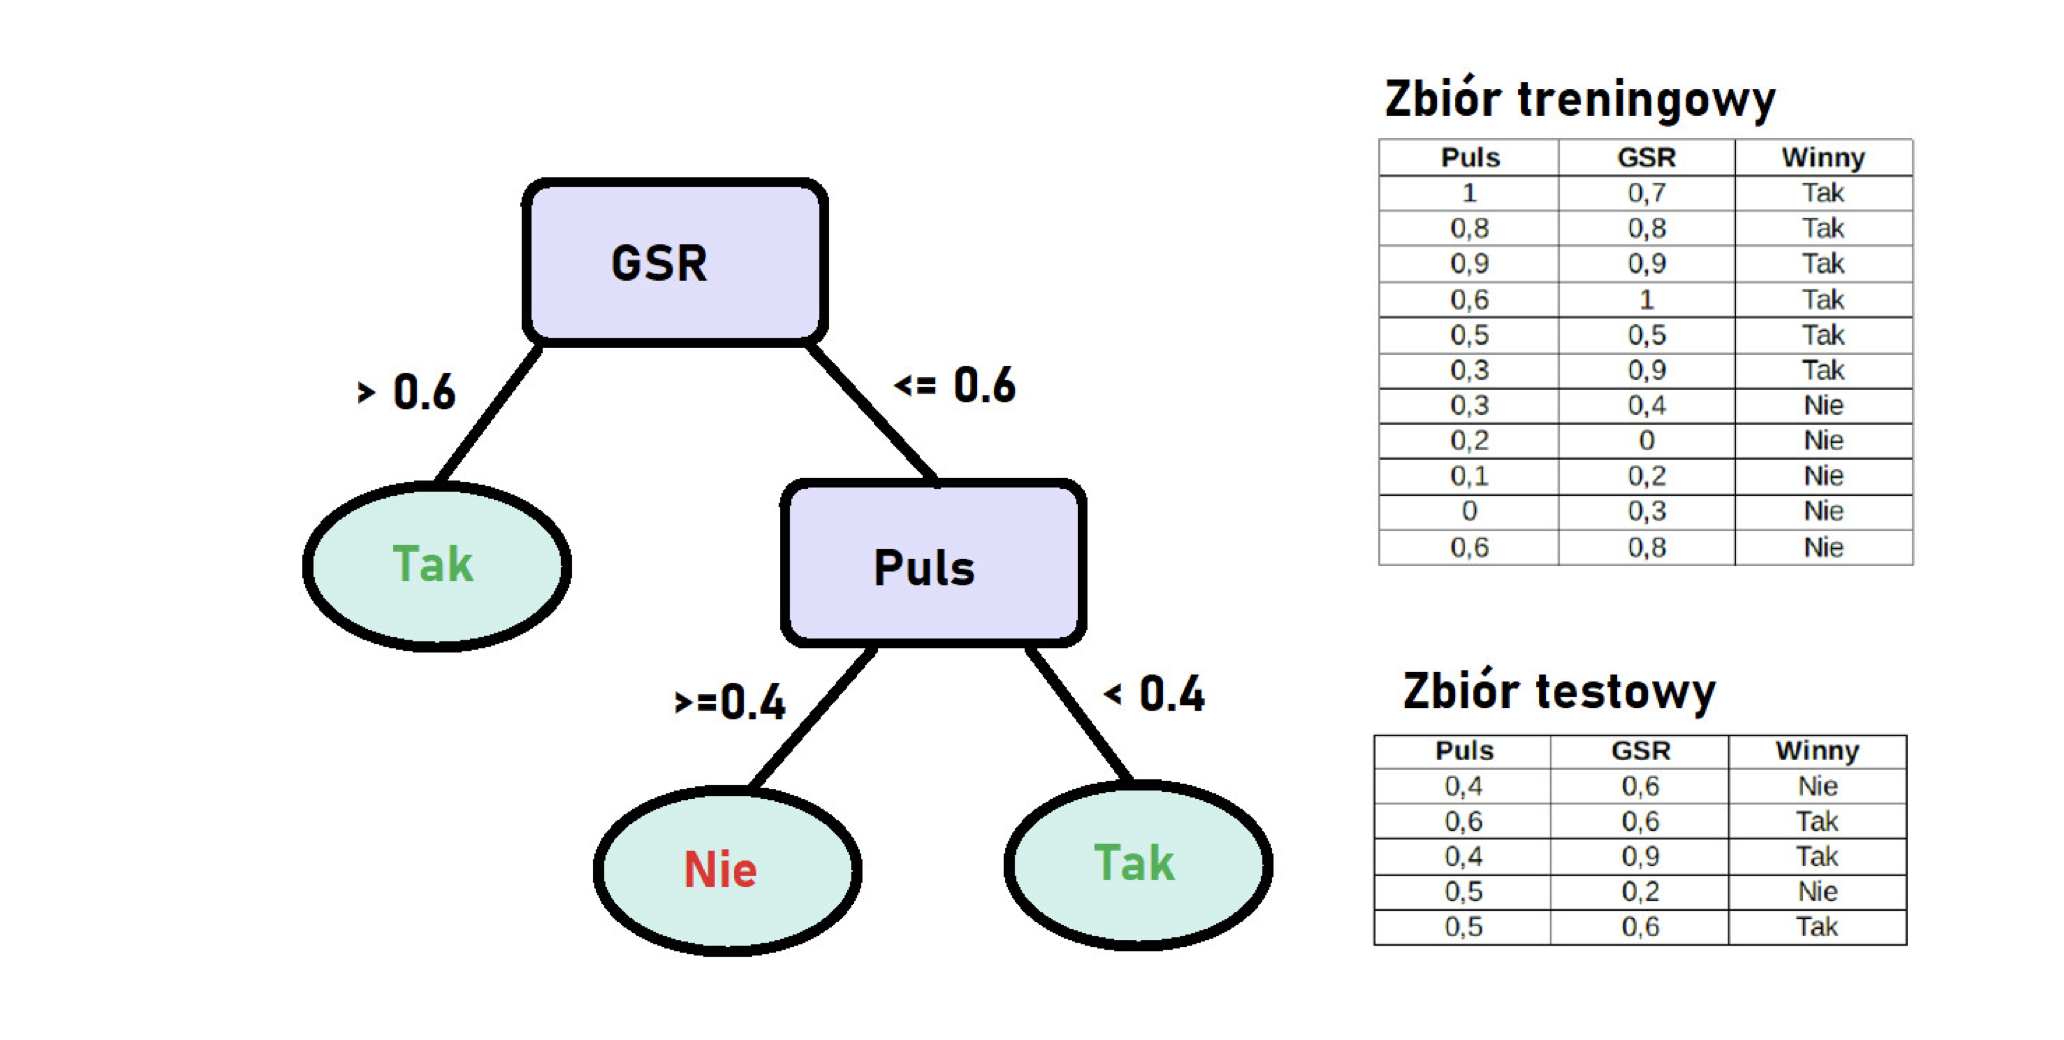 GSR
> 0.6
<= 0.6
Tak
Puls
>=0.4
< 0.4
Nie
Tak
Zbiór treningowy
Puls GSR Winny
1 0,7 Tak
0,8 0,8 Tak
0,9 0,9 Tak
0,6 1 Tak
0,5 0,5 Tak
0,3 0,9 Tak
0,3 0,4 Nie
0,2 0 Nie
0,1 0,2 Nie
0 0,3 Nie
0,6 0,8 Nie
Zbiór testowy
Puls GSR Winny
0,4 0,6 Nie
0,6 0,6 Tak
0,4 0,9 Tak
0,5 0,2 Nie
0,5 0,6 Tak